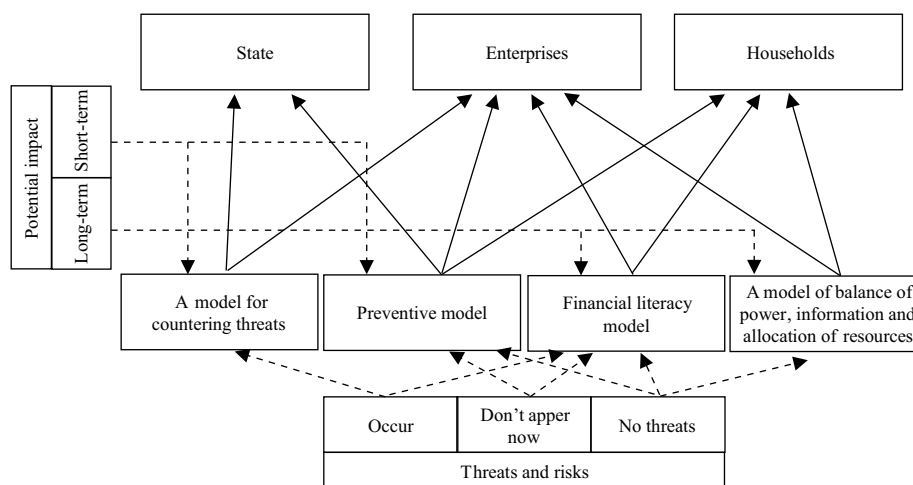 State
Enterprises
Households
Potential impact
Short-term
Long-term
A model for
countering threats
Preventive model
Financial literacy
model
A model of balance of
power, information and
allocation of resources
Occur
Don’t apper
now
No threats
Threats and risks